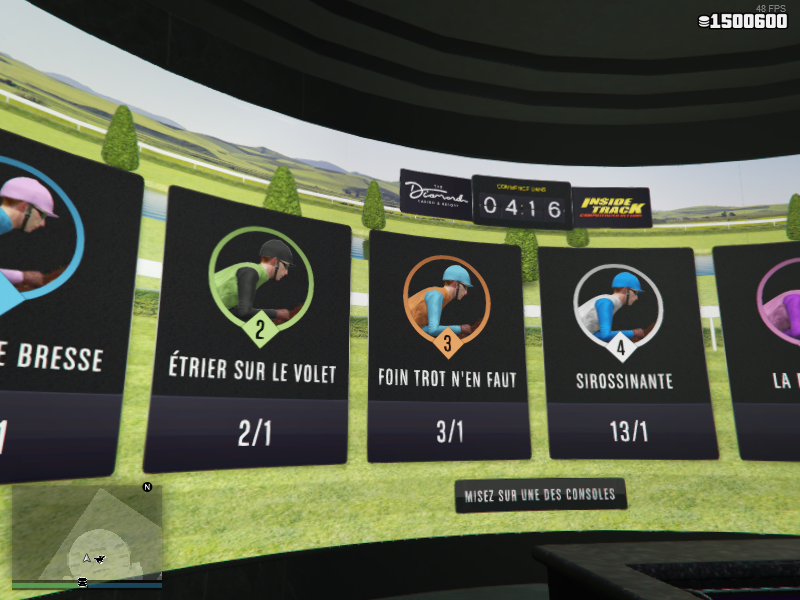 48 FPS
1500600
THE
Diamond
CASINO & RESORT
COMMENCE DANS
04:16
INSIDE
TRACK
E BRESSE
2
ÉTRIER SUR LE VOLET
2/1
3
FOIN TROT N'EN FAUT
3/1
4
SIROSSINANTE
13/1
LA
MISEZ SUR UNE DES CONSOLES
N